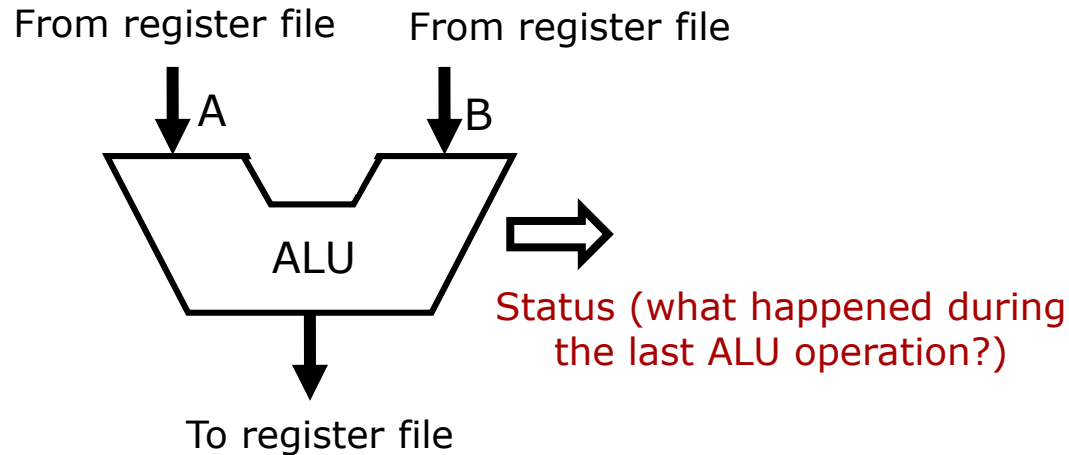 From register file
From register file
A
B
ALU
Status (what happened during
the last ALU operation?)
To register file